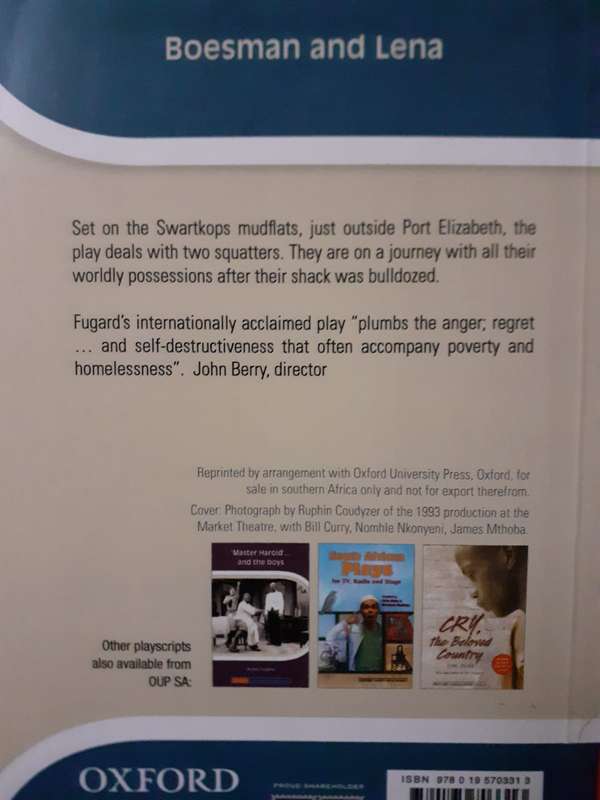 Boesman and Lena
Set on the Swartkops mudflats, just outside Port Elizabeth, the
play deals with two squatters. They are on a journey with all their
worldly possessions after their shack was bulldozed.
Fugard's internationally acclaimed play “plumbs the anger, regret
… and self-destructiveness that often accompany poverty and
homelessness”. John Berry, director
Reprinted by arrangement with Oxford University Press, Oxford, for
sale in southern Africa only and not for export therefrom.
Cover: Photograph by Ruphin Coudyzer of the 1993 production at the
Market Theatre, with Bill Curry, Nomhle Nkonyeni, James Mthoba.
'Master Harold'...
and the boys
South African
Plays
for TV, Radio and Stage
CRY,
the Beloved
Country
Other playscripts
also available from
OUP SA:
OXFORD
PROUD SHAREHOLDER
ISBN 978 0 19 570331 3